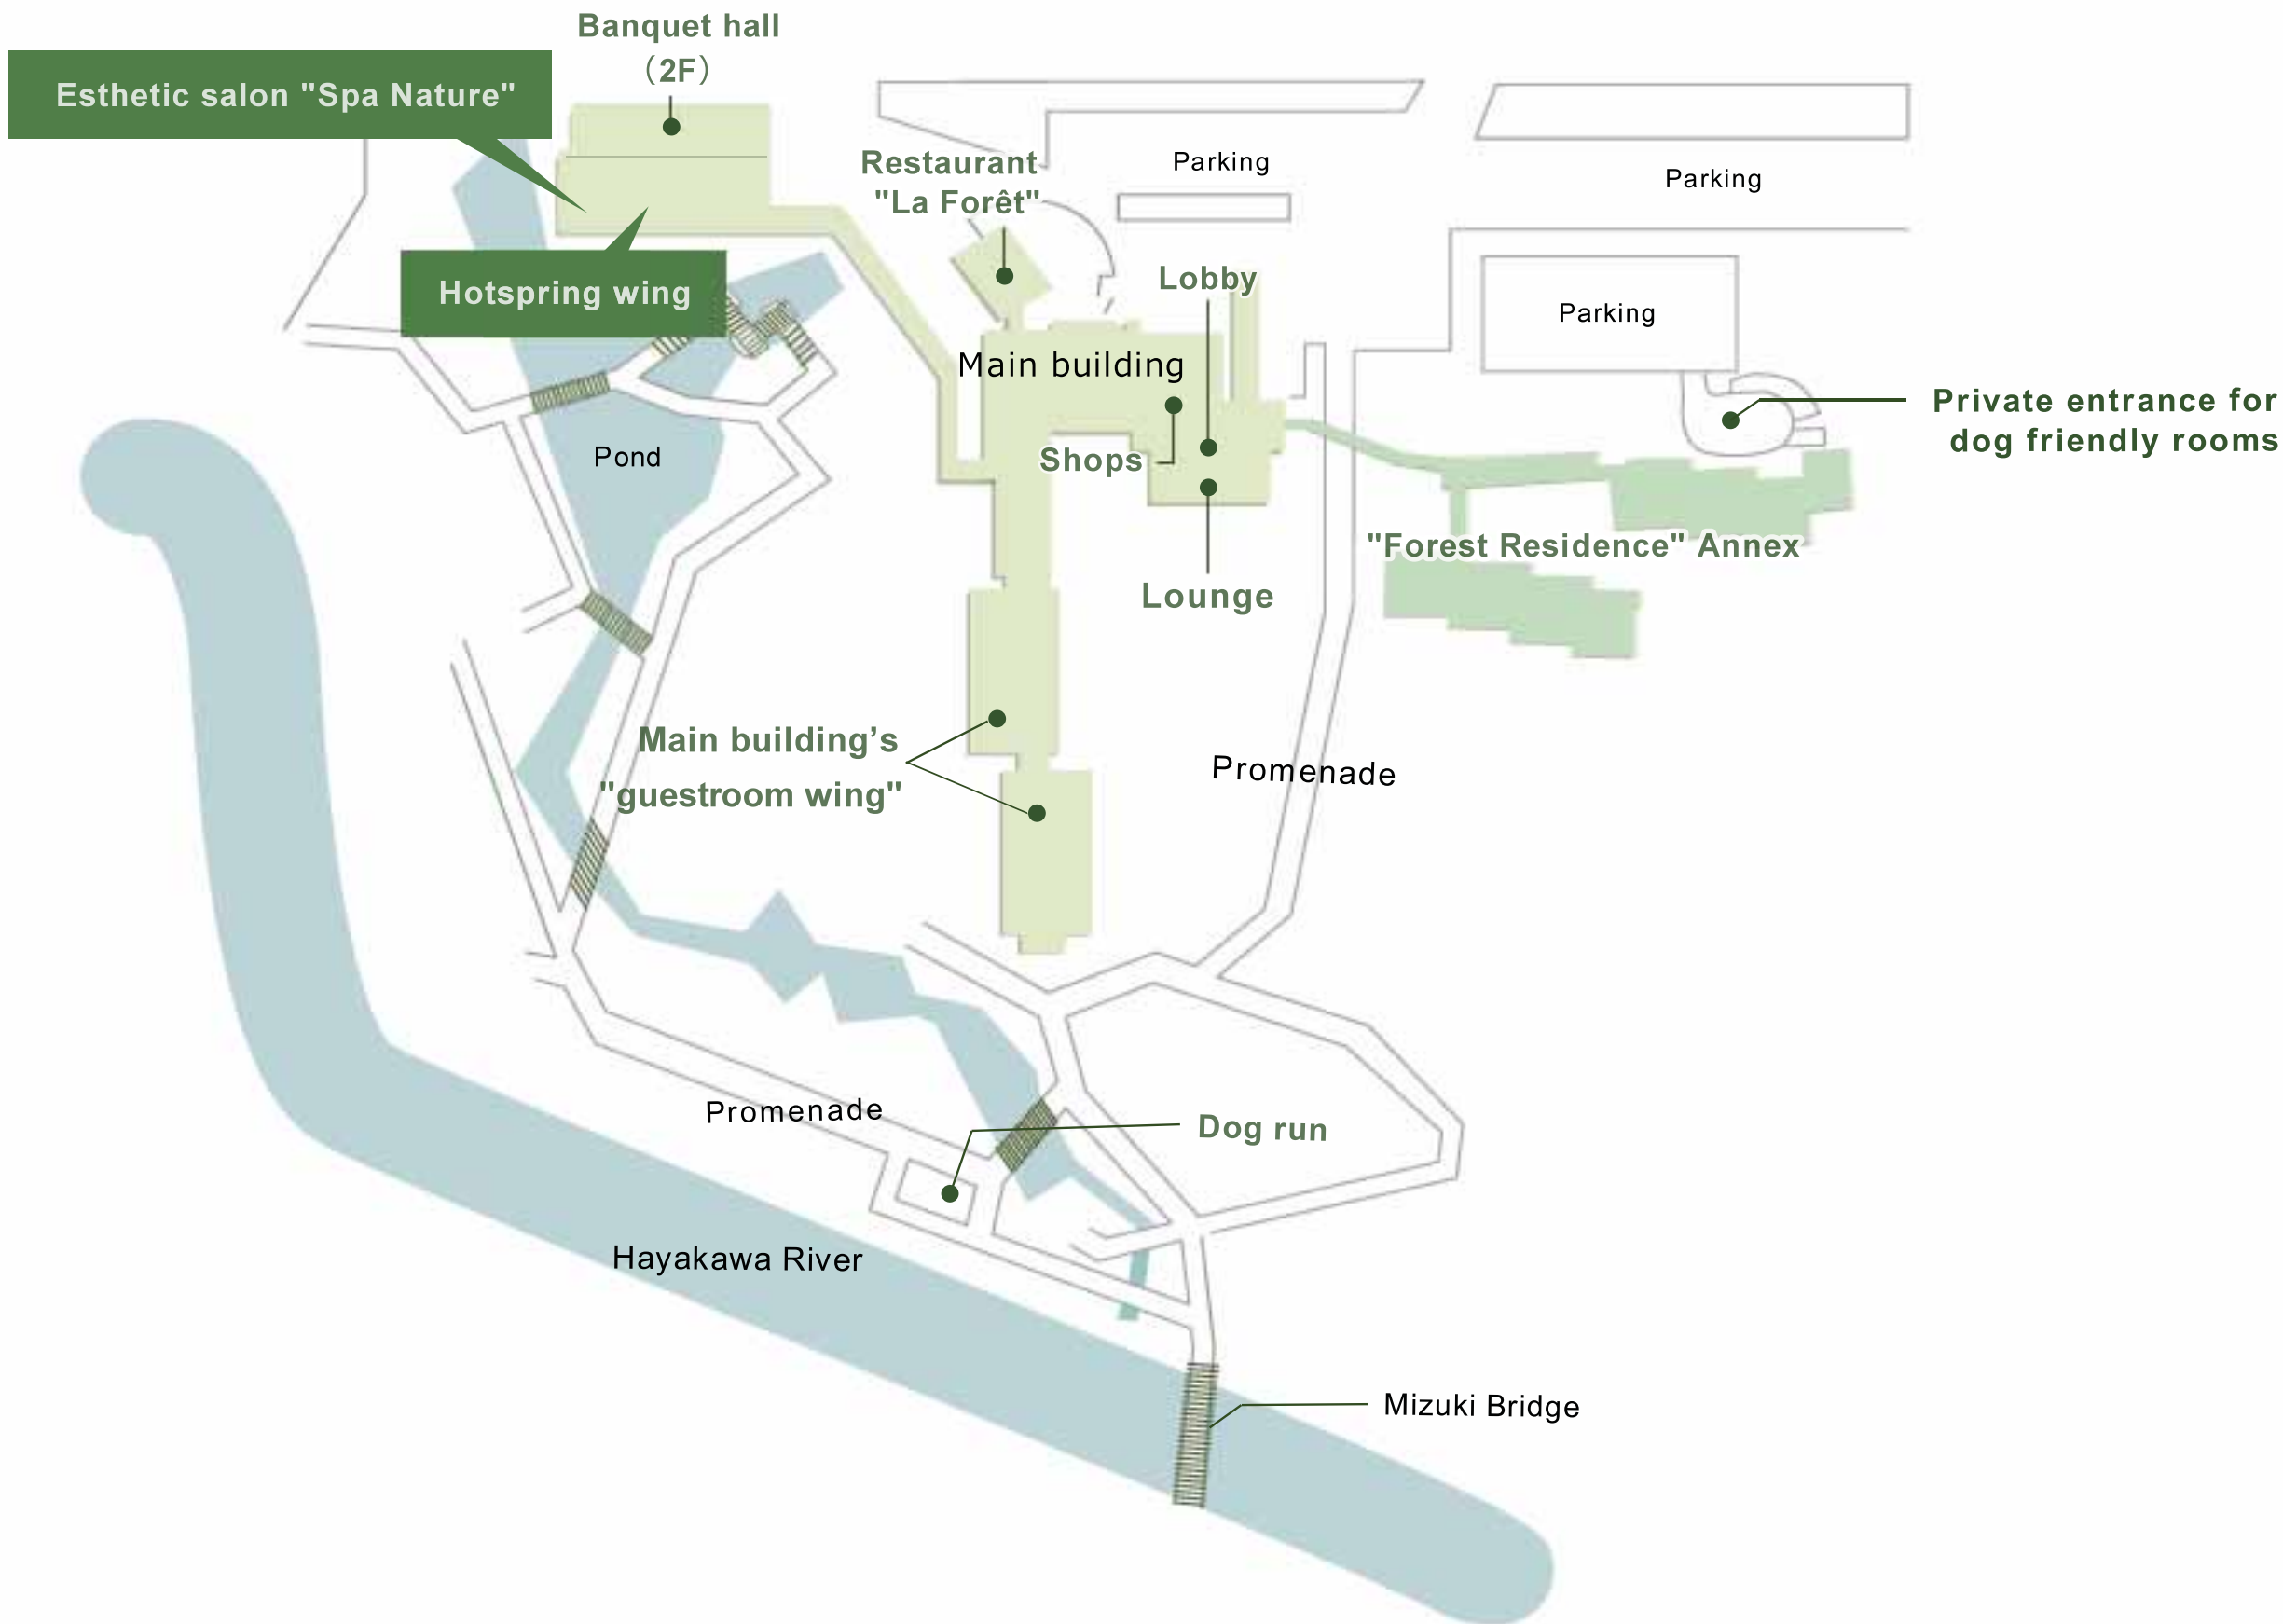 Banquet hall
（2F）
Esthetic salon "Spa Nature"
Restaurant
"La Forêt"
Parking
Parking
Hotspring wing
Lobby
Parking
Main building
Private entrance for
dog friendly rooms
Pond
Shops
"Forest Residence" Annex
Lounge
Main building’s
"guestroom wing"
Promenade
Promenade
Dog run
Hayakawa River
Mizuki Bridge